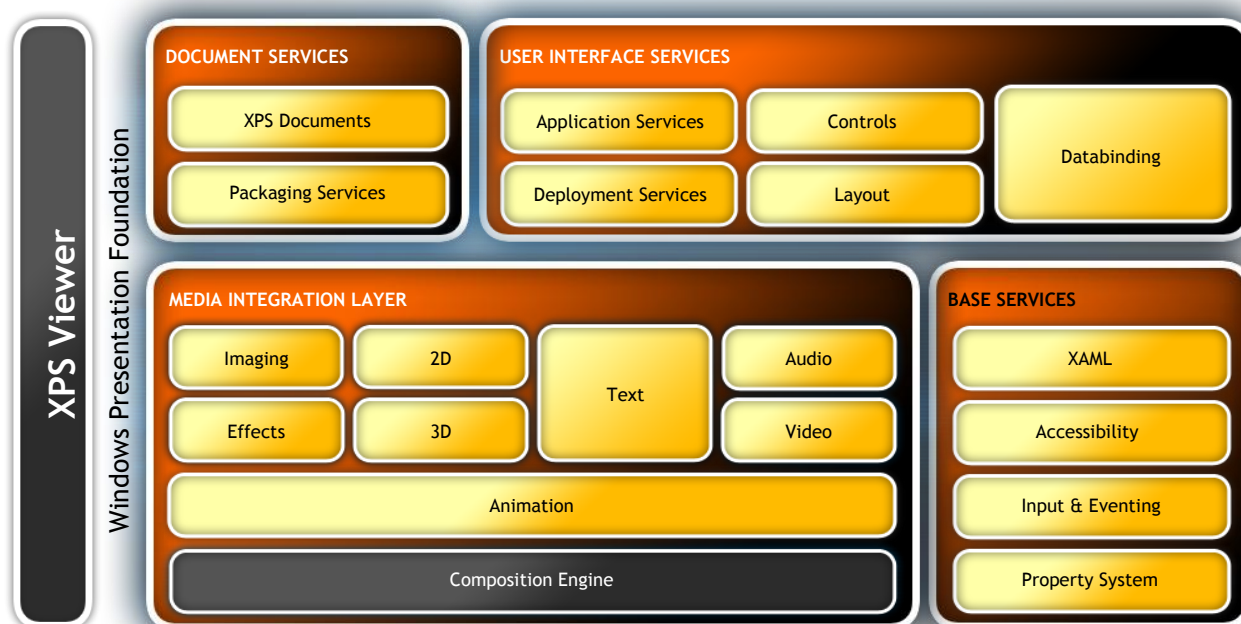 XPS Viewer
Windows Presentation Foundation
DOCUMENT SERVICES
XPS Documents
Packaging Services
USER INTERFACE SERVICES
Application Services
Controls
Databinding
Deployment Services
Layout
MEDIA INTEGRATION LAYER
Imaging
2D
Text
Audio
Effects
3D
Video
Animation
Composition Engine
BASE SERVICES
XAML
Accessibility
Input & Eventing
Property System